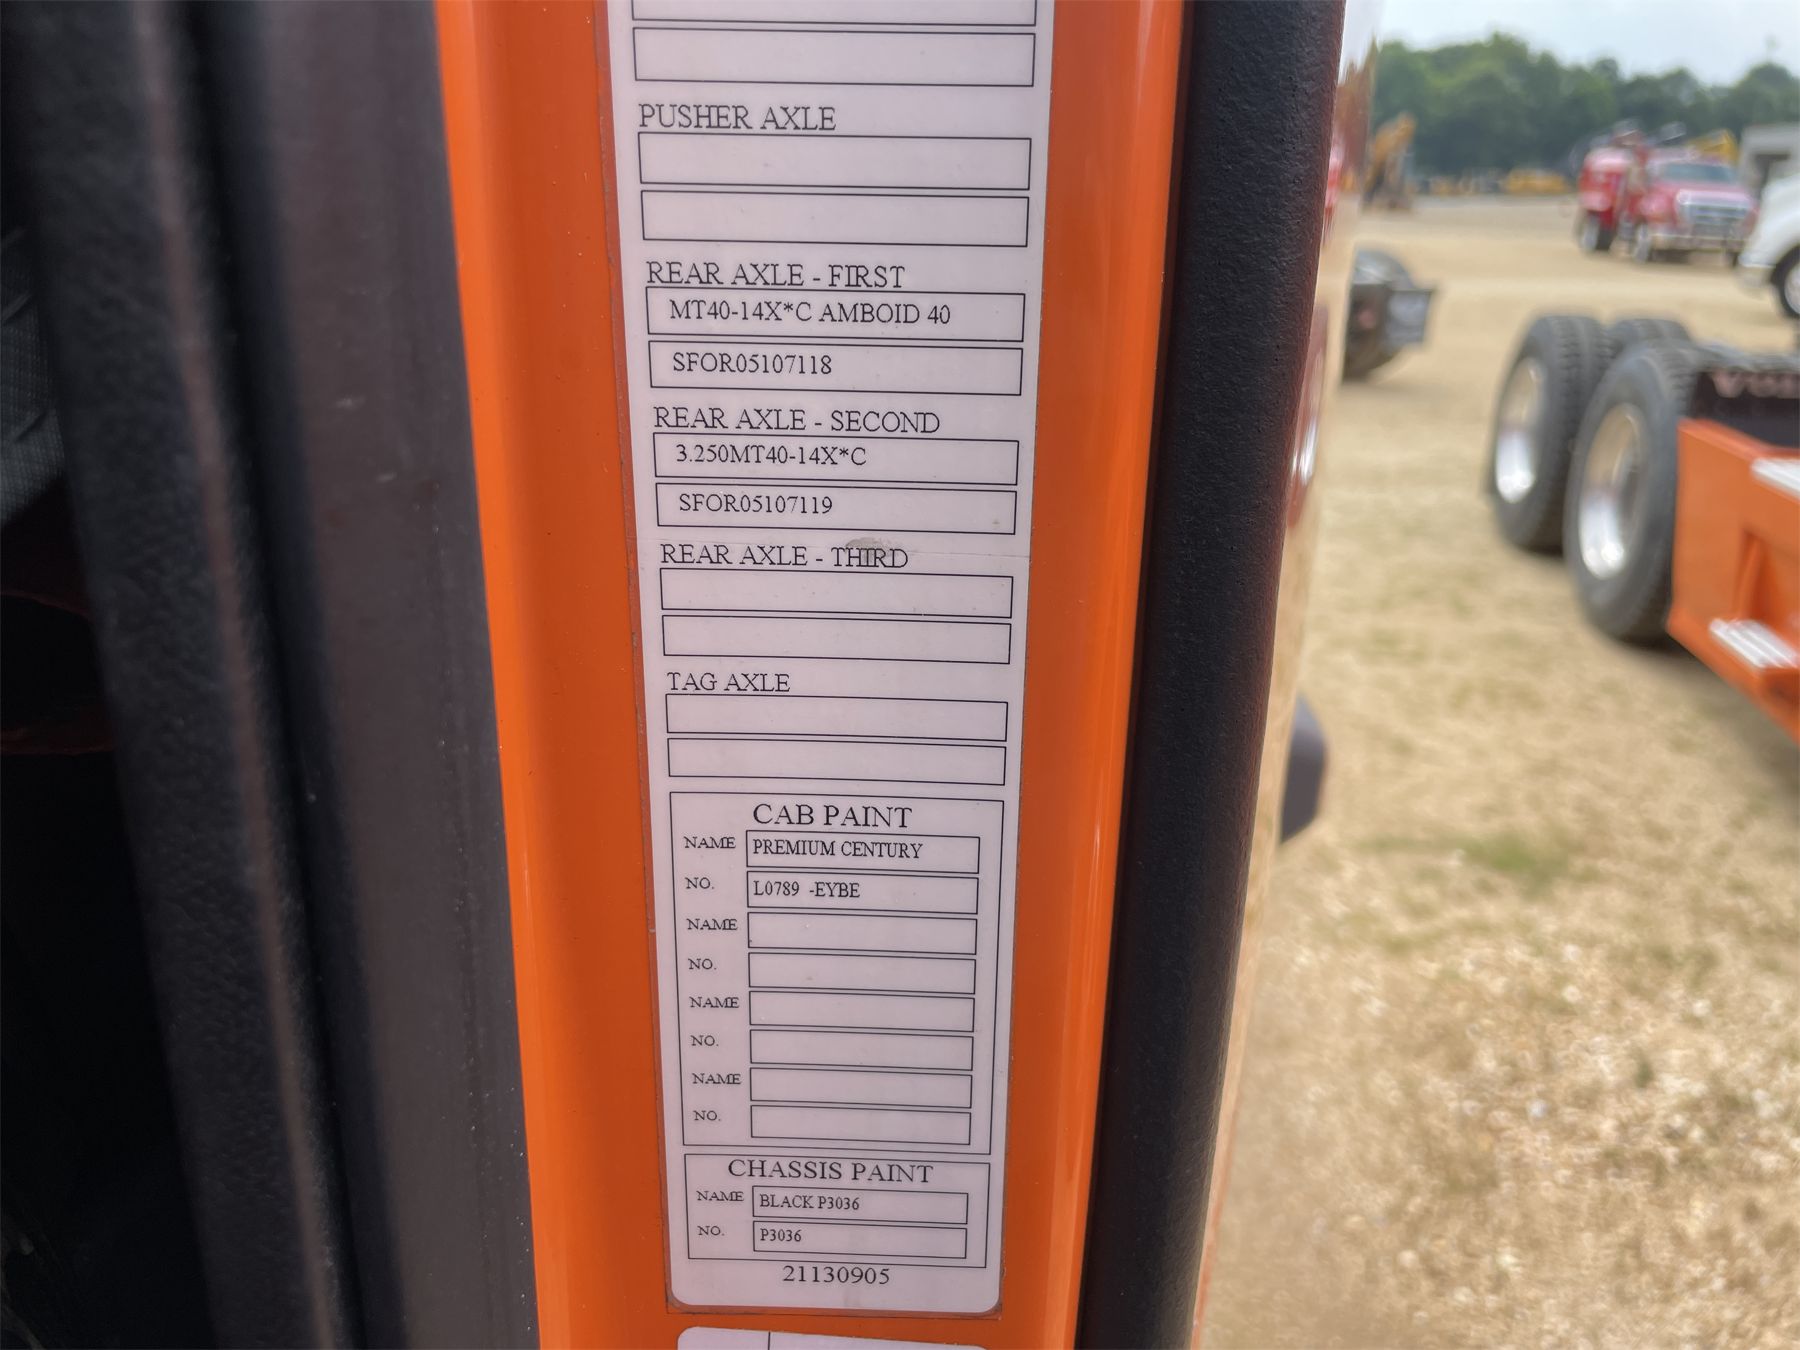 PUSHER AXLE
REAR AXLE - FIRST
MT40-14X*C AMBOID 40
SFOR05107118
REAR AXLE - SECOND
3.250MT40-14X*C
SFOR05107119
REAR AXLE - THIRD
TAG AXLE
CAB PAINT
NAME PREMIUM CENTURY
NO. L0789 -EYBE
NAME
NO.
NAME
NO.
NAME
NO.
CHASSIS PAINT
NAME BLACK P3036
NO. P3036
21130905